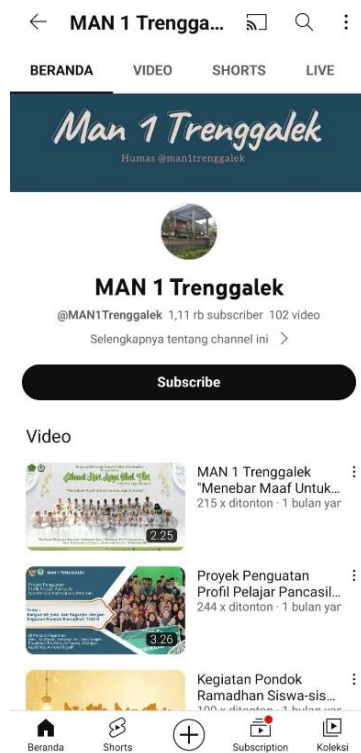 MAN 1 Trengga...
BERANDA VIDEO SHORTS LIVE
Man 1 Trenggalek
Humas @man1trenggalek
MAN 1 Trenggalek
@MAN1Trenggalek 1,11 rb subscriber 102 video
Selengkapnya tentang channel ini
Subscribe
Video
2.25
MAN 1 Trenggalek
"Menebar Maaf Untuk...
215 x ditonton · 1 bulan yan
MAN 1 TRENGGALEK
3.26
Proyek Penguatan
Profil Pelajar Pancasil...
244 x ditonton · 1 bulan yan
Kegiatan Pondok
Ramadhan Siswa-sis...
Beranda Shorts Subscription Koleksi